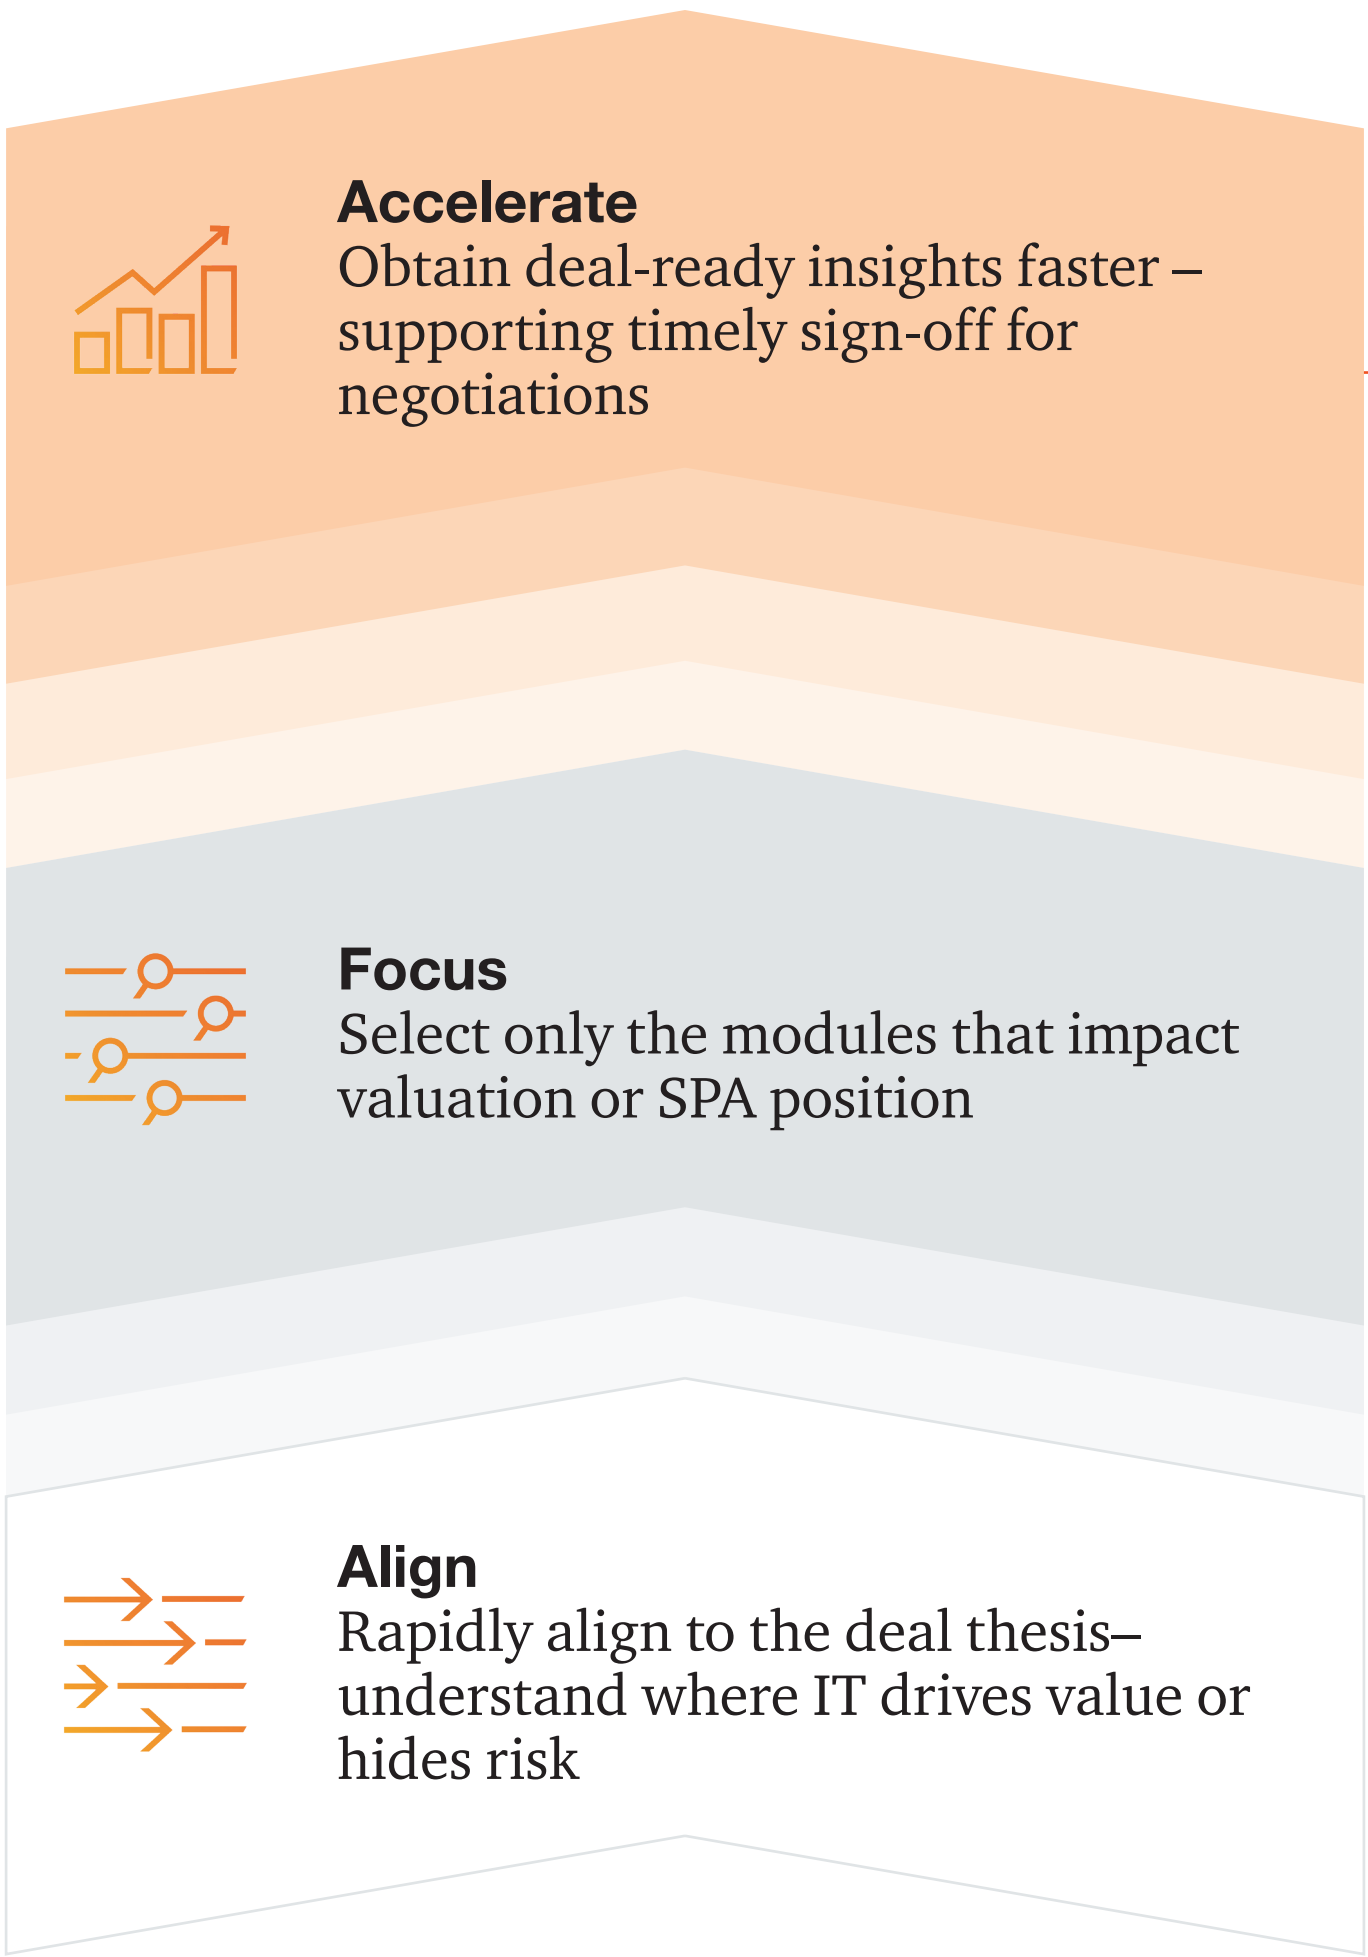 Accelerate
Obtain deal-ready insights faster –
supporting timely sign-off for
negotiations
Focus
Select only the modules that impact
valuation or SPA position
Align
Rapidly align to the deal thesis–
understand where IT drives value or
hides risk